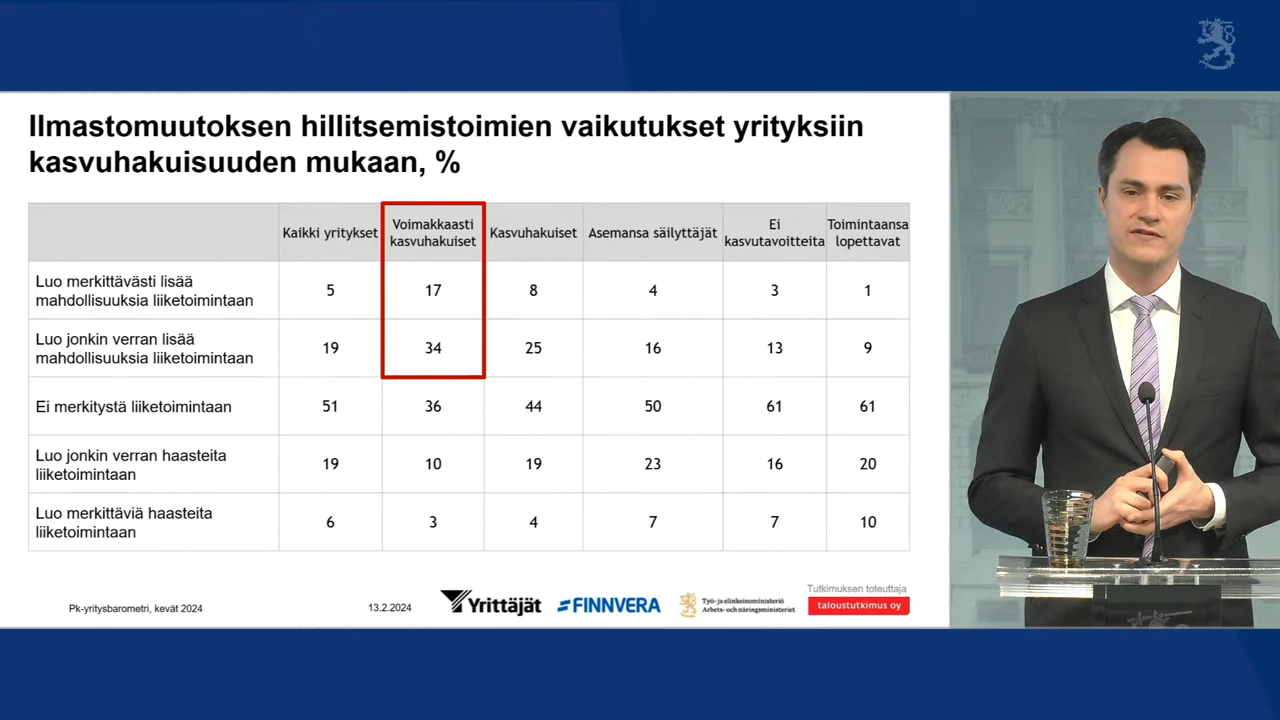 Ilmastomuutoksen hillitsemistoimien vaikutukset yrityksiin
kasvuhakuisuuden mukaan, %
Kaikki yritykset
Voimakkaasti
kasvuhakuiset
Kasvuhakuiset
Asemansa säilyttäjät
Ei
kasvutavoitteita
Toimintaansa
lopettavat
Luo merkittävästi lisää
mahdollisuuksia liiketoimintaan
5 17 8 4 3 1
Luo jonkin verran lisää
mahdollisuuksia liiketoimintaan
19 34 25 16 13 9
Ei merkitystä liiketoimintaan 51 36 44 50 61 61
Luo jonkin verran haasteita
liiketoimintaan
19 10 19 23 16 20
Luo merkittäviä haasteita
liiketoimintaan
6 3 4 7 7 10
Pk-yritysbarometri, kevät 2024
13.2.2024
Yrittäjät
FINNVERA
Työ- ja elinkeinoministeriö
Arbets- och näringsministeriet
Tutkimuksen toteuttaja
taloustutkimus oy